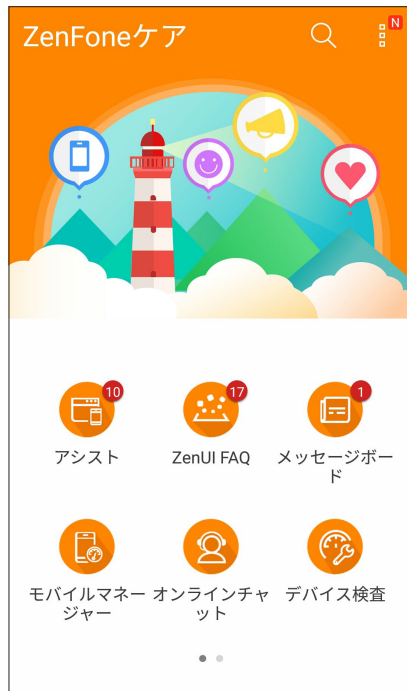 ZenFoneケア
N
10
17
1
アシスト
ZenUI FAQ
メッセージボー
ド
モバイルマネー
ジャー
オンラインチャ
ット
デバイス検査